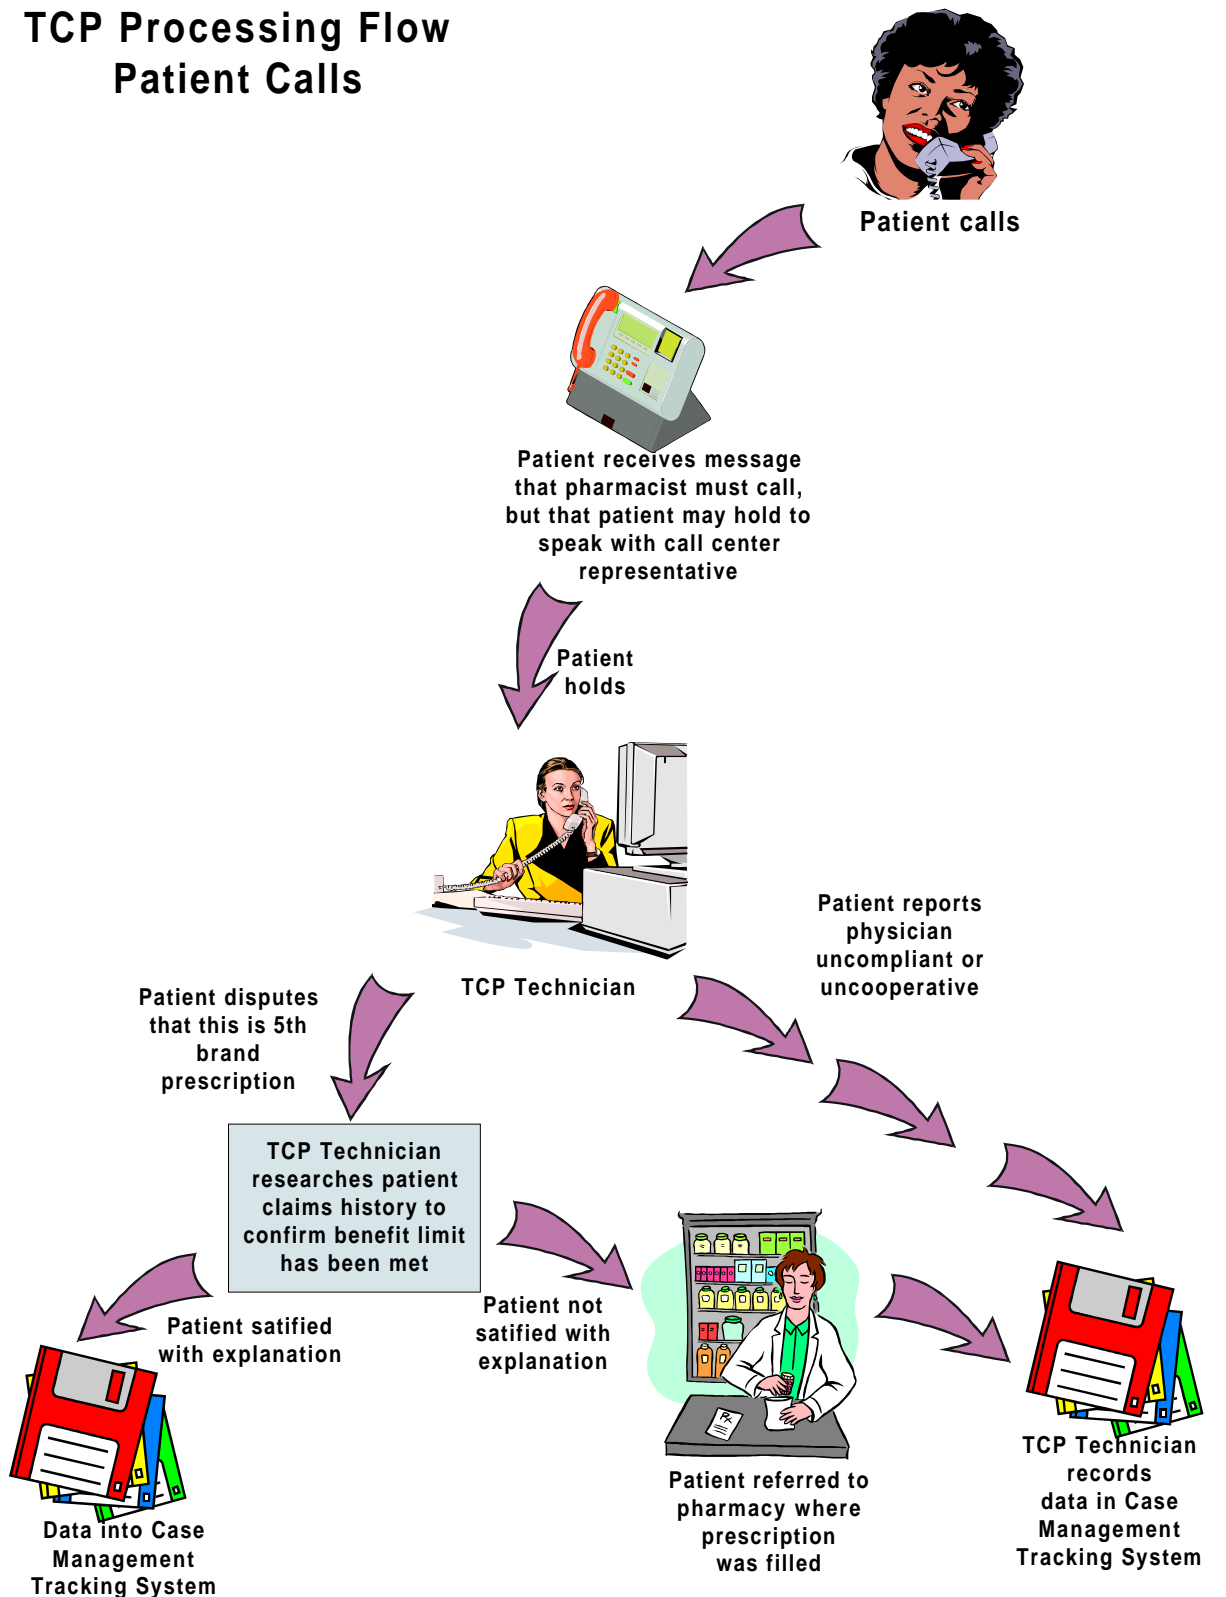 TCP Processing Flow
Patient Calls
Patient calls
Patient receives message
that pharmacist must call,
but that patient may hold to
speak with call center
representative
Patient
holds
TCP Technician
Patient reports
physician
uncompliant or
uncooperative
Patient disputes
that this is 5th
brand
prescription
TCP Technician
researches patient
claims history to
confirm benefit limit
has been met
Patient satified
with explanation
Patient not
satified with
explanation
Rx
Data into Case
Management
Tracking System
Patient referred to
pharmacy where
prescription
was filled
TCP Technician
records
data in Case
Management
Tracking System